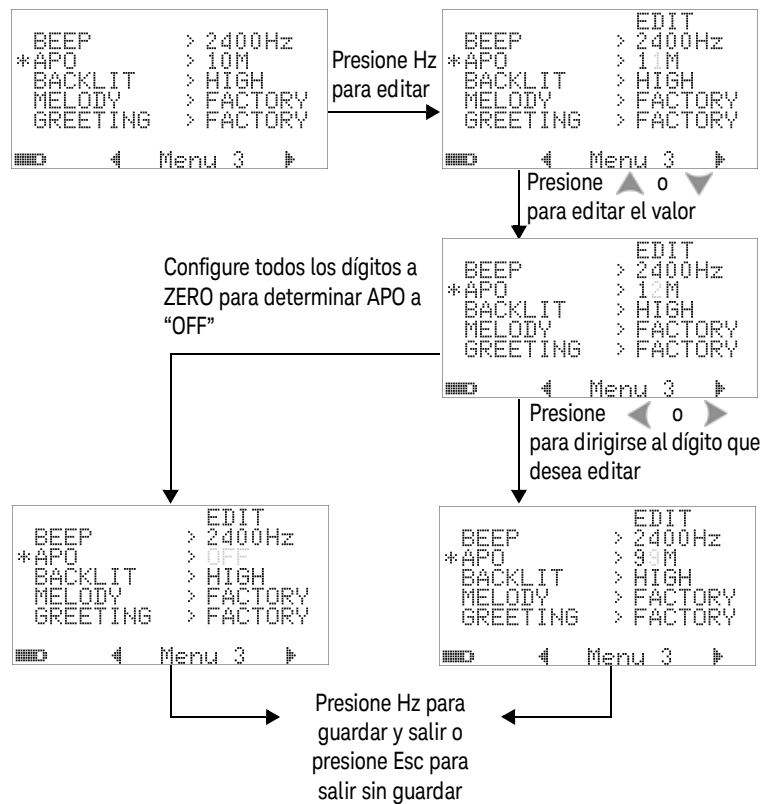 BEEP > 2400Hz
*APO > 10M
BACKLIT > HIGH
MELODY > FACTORY
GREETING > FACTORY
Menu 3
Presione Hz
para editar
EDIT
BEEP > 2400Hz
*APO > 11M
BACKLIT > HIGH
MELODY > FACTORY
GREETING > FACTORY
Menu 3
Presione o
para editar el valor
Configure todos los dígitos a
ZERO para determinar APO a
“OFF”
EDIT
BEEP > 2400Hz
*APO > 12M
BACKLIT > HIGH
MELODY > FACTORY
GREETING > FACTORY
Menu 3
Presione o
para dirigirse al dígito que
desea editar
EDIT
BEEP > 2400Hz
*APO > OFF
BACKLIT > HIGH
MELODY > FACTORY
GREETING > FACTORY
Menu 3
EDIT
BEEP > 2400Hz
*APO > 99M
BACKLIT > HIGH
MELODY > FACTORY
GREETING > FACTORY
Menu 3
Presione Hz para
guardar y salir o
presione Esc para
salir sin guardar